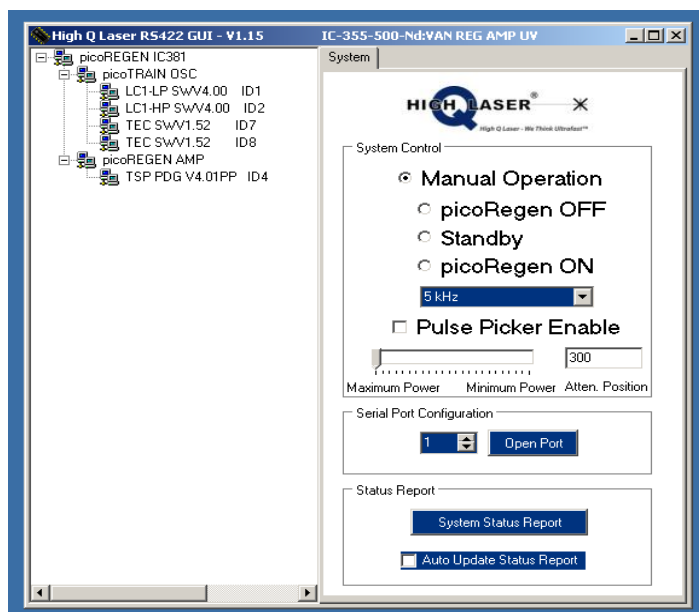 High Q Laser RS422 GUI - V1.15 IC-355-500-Nd:VAN REG AMP UV
picoREGEN IC381
picoTRAIN OSC
LC1-LP SWV4.00 ID1
LC1-HP SWV4.00 ID2
TEC SWV1.52 ID7
TEC SWV1.52 ID8
picoREGEN AMP
TSP PDG V4.01PP ID4
System
HIGH Q LASER®
High Q Laser - We Think Ultrafast™
System Control
Manual Operation
picoRegen OFF
Standby
picoRegen ON
5 kHz
Pulse Picker Enable
300
Maximum Power Minimum Power Atten. Position
Serial Port Configuration
1 Open Port
Status Report
System Status Report
Auto Update Status Report